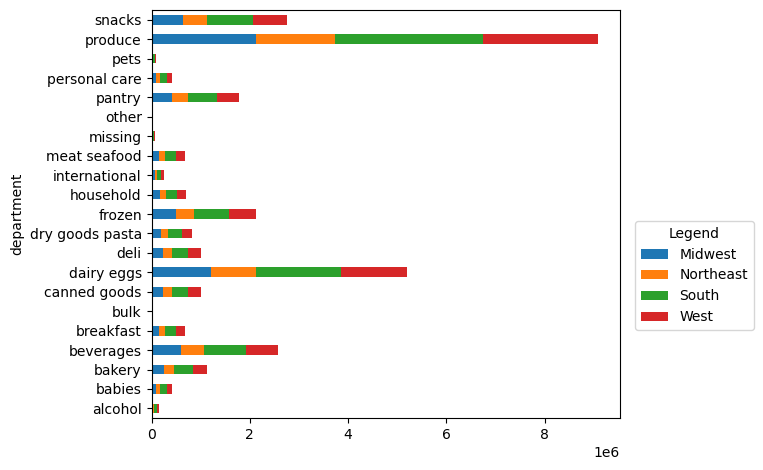 snacks
produce
pets
personal care
pantry
other
missing
meat seafood
international
household
frozen
dry goods pasta
deli
dairy eggs
canned goods
bulk
breakfast
beverages
bakery
babies
alcohol
department
0 2 4 6 8
1e6
Legend
Midwest
Northeast
South
West